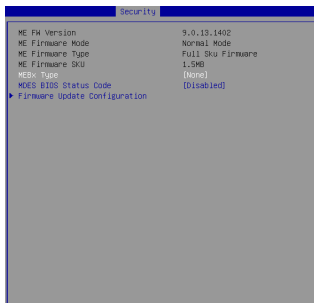 Security
ME FW Version 9.0.13.1402
ME Firmware Mode Normal Mode
ME Firmware Type Full Sku Firmware
ME Firmware SKU 1.5MB
MEBx Type [None]
MDES BIOS Status Code [Disabled]
Firmware Update Configuration